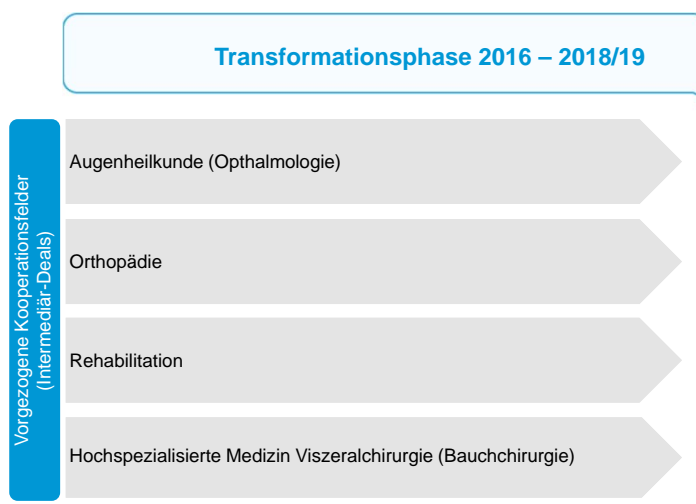 Transformationsphase 2016 – 2018/19
Vorgezogene Kooperationsfelder
(Intermediär-Deals)
Augenheilkunde (Opthalmologie)
Orthopädie
Rehabilitation
Hochspezialisierte Medizin Viszeralchirurgie (Bauchchirurgie)